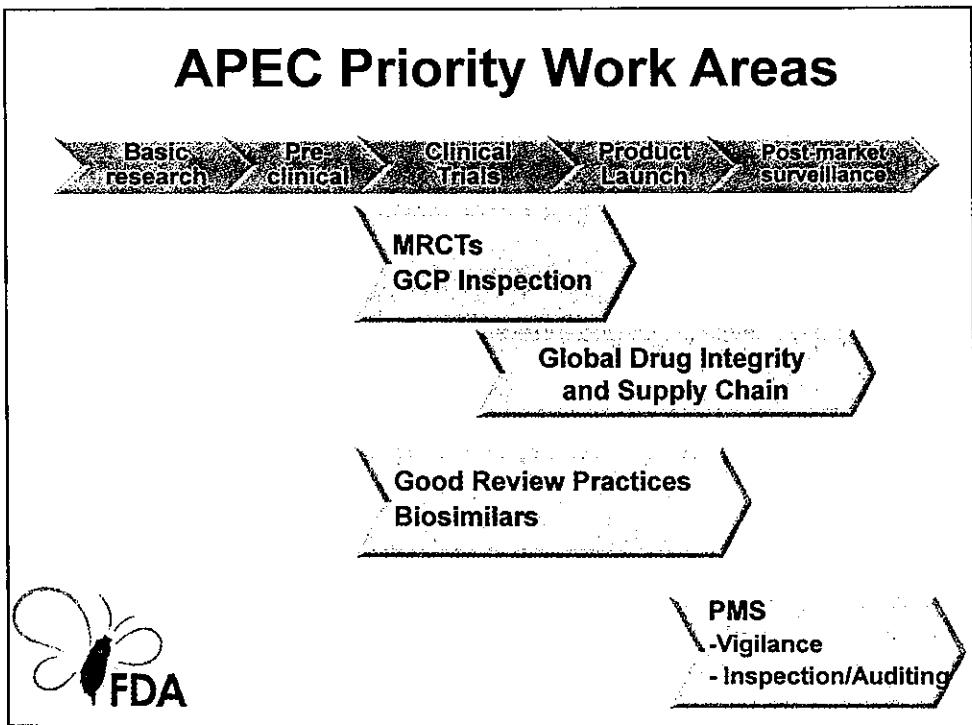 APEC Priority Work Areas
Basic
research
Pre-
clinical
Clinical
Trials
Product
Launch
Post-market
surveillance
MRCTs
GCP Inspection
Global Drug Integrity
and Supply Chain
Good Review Practices
Biosimilars
PMS
-Vigilance
- Inspection/Auditing
FDA